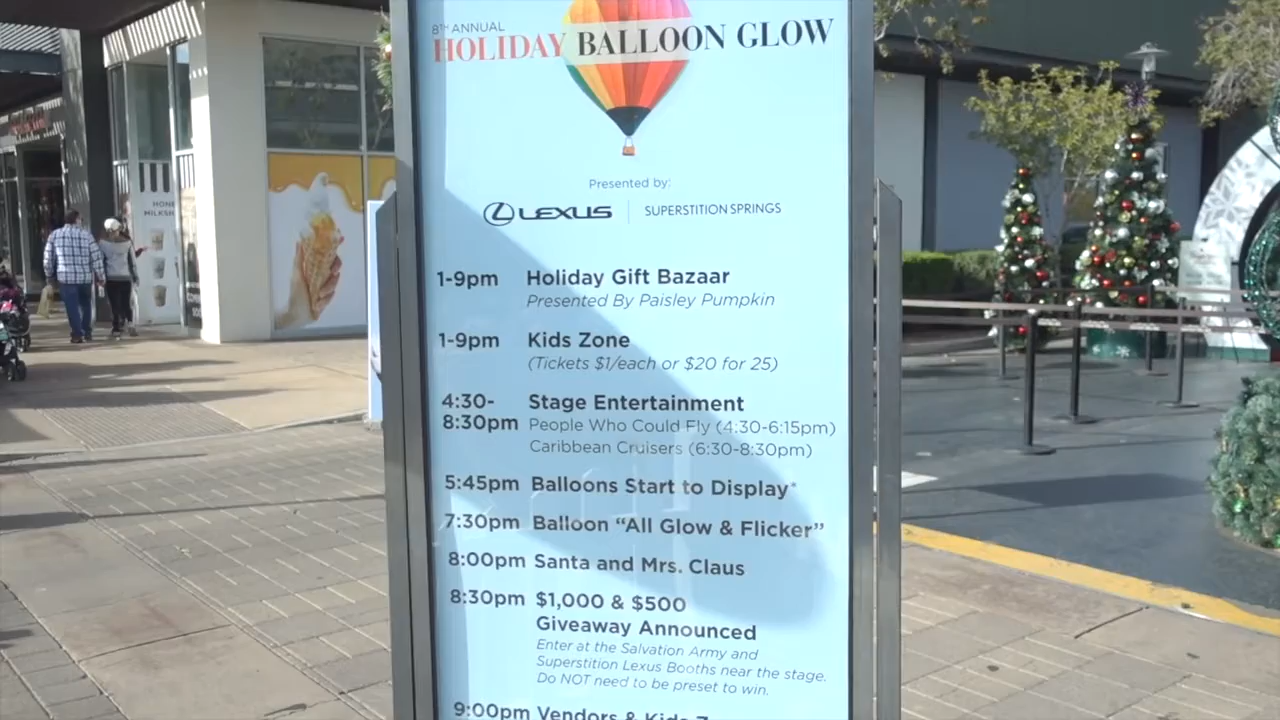 8TH ANNUAL
HOLIDAY BALLOON GLOW
Presented by:
LEXUS SUPERSTITION SPRINGS
1-9pm Holiday Gift Bazaar
Presented By Paisley Pumpkin
1-9pm Kids Zone
(Tickets $1/each or $20 for 25)
4:30- Stage Entertainment
8:30pm People Who Could Fly (4:30-6:15pm)
Caribbean Cruisers (6:30-8:30pm)
5:45pm Balloons Start to Display*
7:30pm Balloon “All Glow & Flicker”
8:00pm Santa and Mrs. Claus
8:30pm $1,000 & $500
Giveaway Announced
Enter at the Salvation Army and
Superstition Lexus Booths near the stage.
Do NOT need to be preset to win.
9:00pm Vendors &